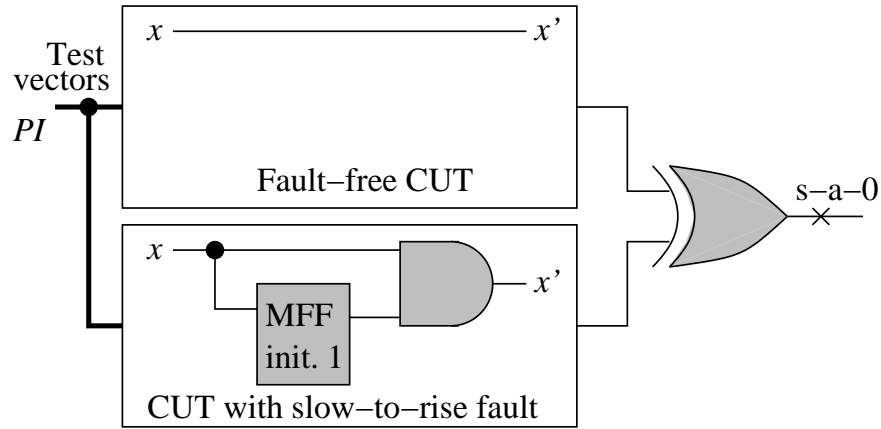 x x’
Test
vectors
PI
Fault−free CUT
s−a−0
x x’
MFF
init. 1
CUT with slow−to−rise fault